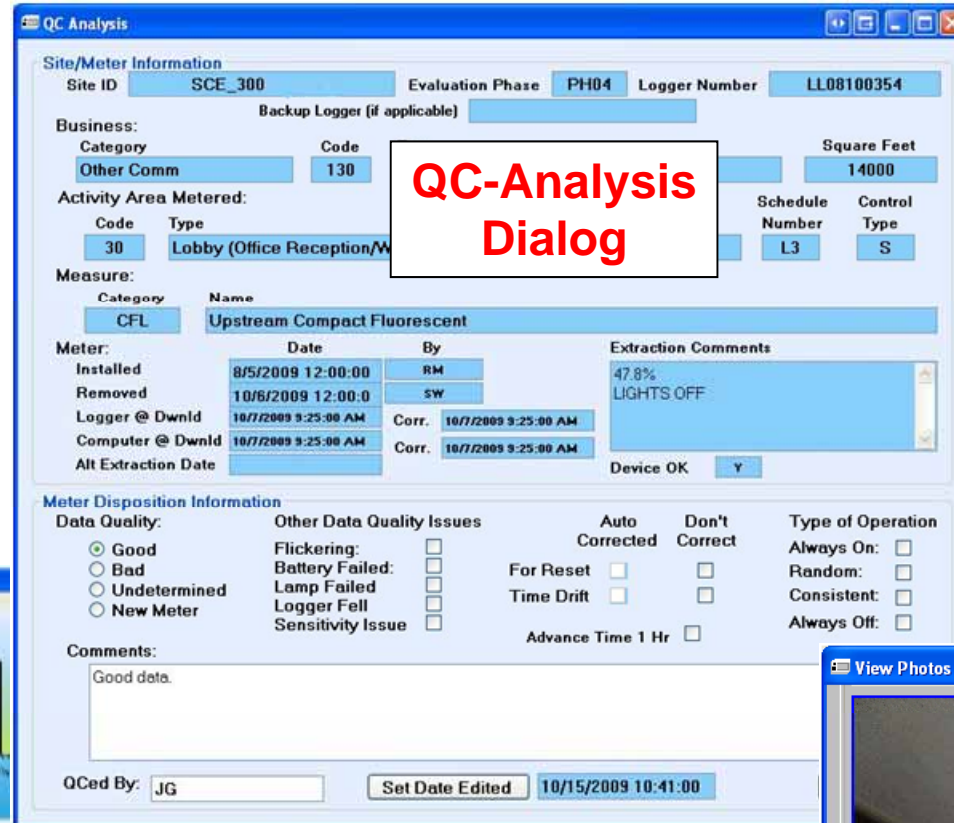 QC Analysis
Site/Meter Information
Site ID SCE_300 Evaluation Phase PH04 Logger Number LL08100354
Backup Logger (if applicable)
Business:
Category Code Square Feet
Other Comm 130 14000
QC-Analysis
Dialog
Activity Area Metered:
Code Type Schedule Number Control Type
30 Lobby (Office Reception/W L3 S
Measure:
Category Name
CFL Upstream Compact Fluorescent
Meter: Date By Extraction Comments
Installed 8/5/2009 12:00:00 RM 47.8%
Removed 10/6/2009 12:00:0 SW LIGHTS OFF
Logger @ Dwnld 10/7/2009 9:25:00 AM Corr. 10/7/2009 9:25:00 AM
Computer @ Dwnld 10/7/2009 9:25:00 AM Corr. 10/7/2009 9:25:00 AM
Alt Extraction Date Device OK Y
Meter Disposition Information
Data Quality: Other Data Quality Issues Auto Corrected Don't Correct Type of Operation
Good Flickering: Always On:
Bad Battery Failed: For Reset Random:
Undetermined Lamp Failed Time Drift Consistent:
New Meter Logger Fell Always Off:
Sensitivity Issue Advance Time 1 Hr
Comments:
Good data.
QCed By: JG Set Date Edited 10/15/2009 10:41:00
View Photos